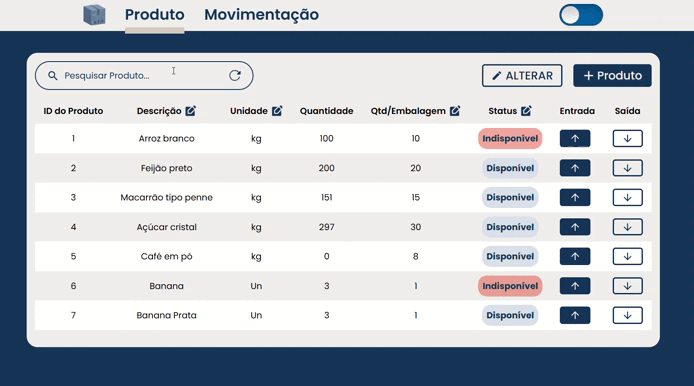 Produto Movimentação
Pesquisar Produto... ALTERAR + Produto
ID do Produto Descrição Unidade Quantidade Qtd/Embalagem Status Entrada Saída
1 Arroz branco kg 100 10 Indisponível
2 Feijão preto kg 200 20 Disponível
3 Macarrão tipo penne kg 151 15 Disponível
4 Açúcar cristal kg 297 30 Disponível
5 Café em pó kg 0 8 Disponível
6 Banana Un 3 1 Indisponível
7 Banana Prata Un 3 1 Disponível